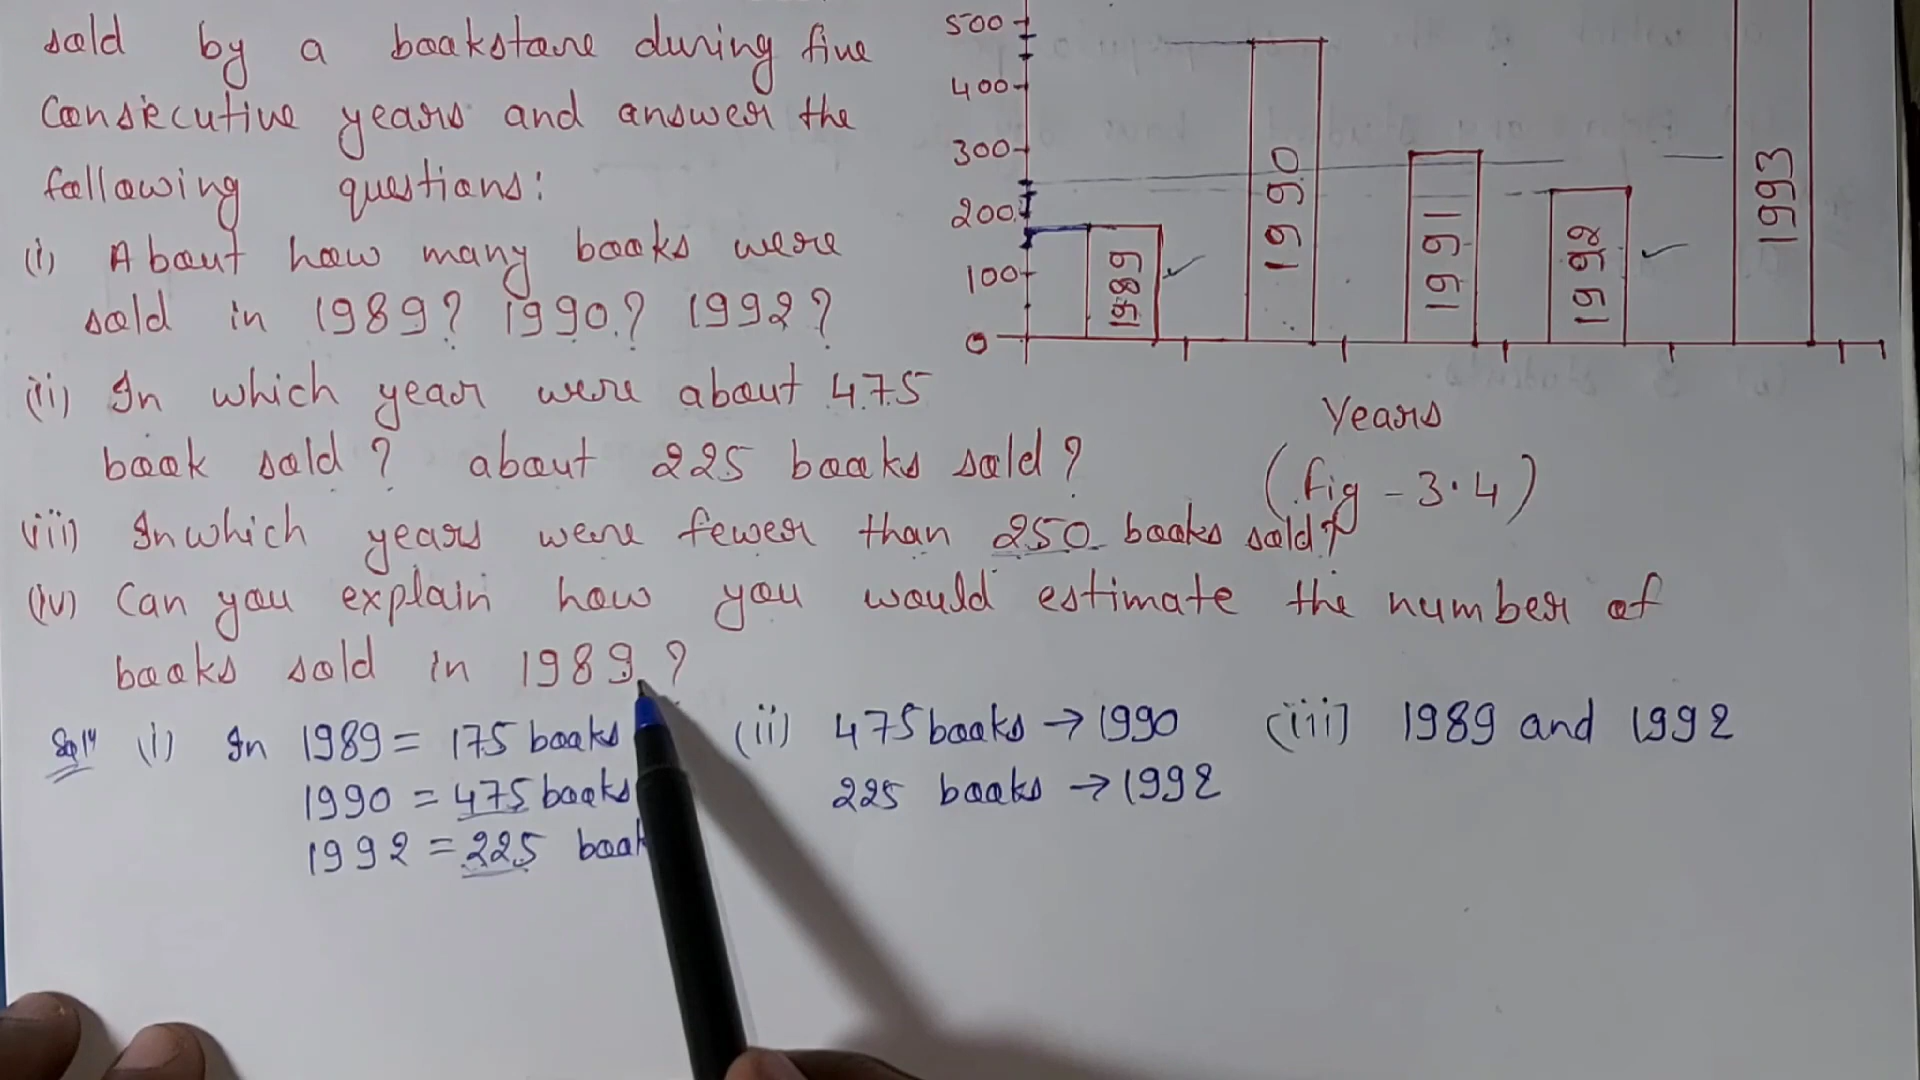 sold by a bookstore during five
Consecutive years and answer the
following questions:
(i) About how many books were
sold in 1989? 1990? 1992?
(ii) In which year were about 475
book sold? about 225 books sold?
(iii) In which years were fewer than 250 books sold?
(iv) Can you explain how you would estimate the number of
books sold in 1989?
Sol^n (i) In 1989 = 175 books
1990 = 475 books
1992 = 225 book
(ii) 475 books → 1990
225 books → 1992
(iii) 1989 and 1992
500
400
300
200
100
0
1989
1990
1991
1992
1993
Years
(fig - 3.4)